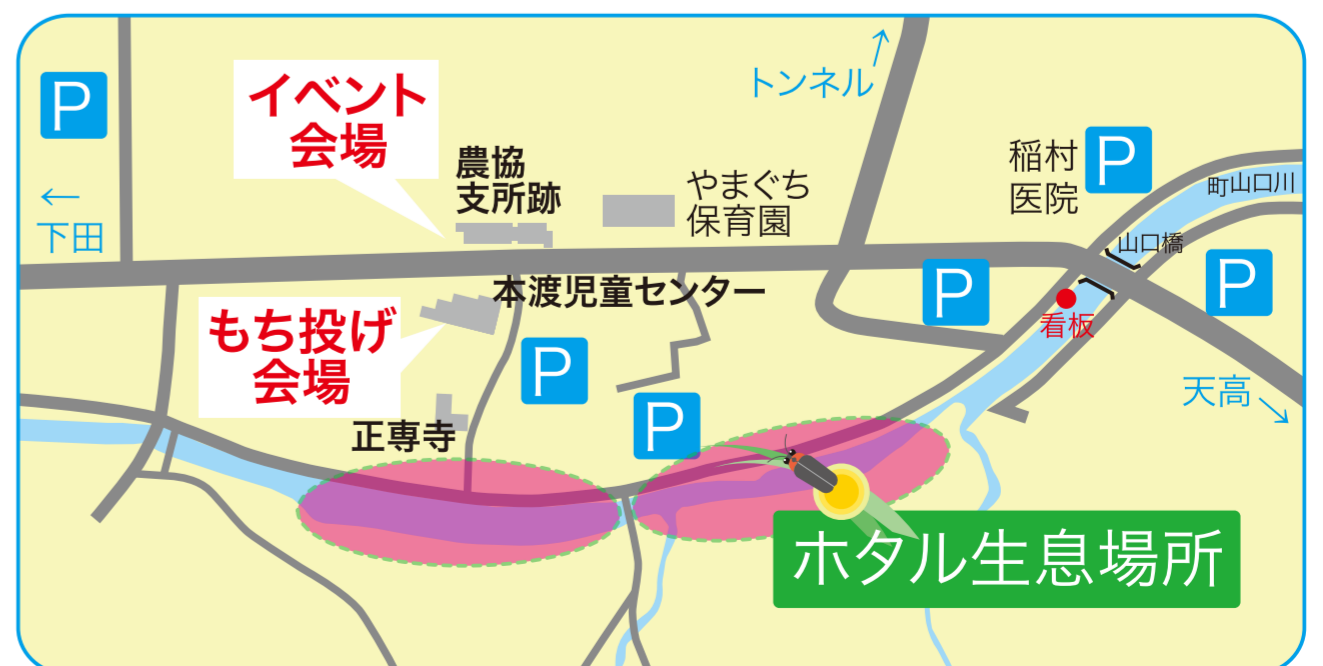 P
イベント
会場
農協
支所跡
やまぐち
保育園
トンネル
稲村
医院
P
町山口川
山口橋
←
下田
本渡児童センター
P
P
看板
もち投げ
会場
P
P
正専寺
天高
ホタル生息場所